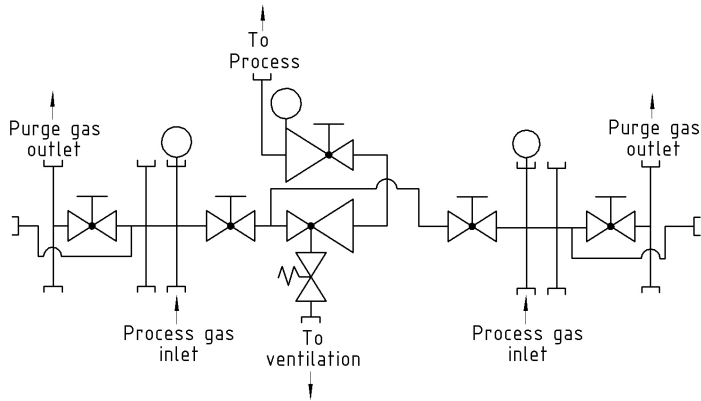 To
Process
Purge gas
outlet
Purge gas
outlet
Process gas
inlet
To
ventilation
Process gas
inlet